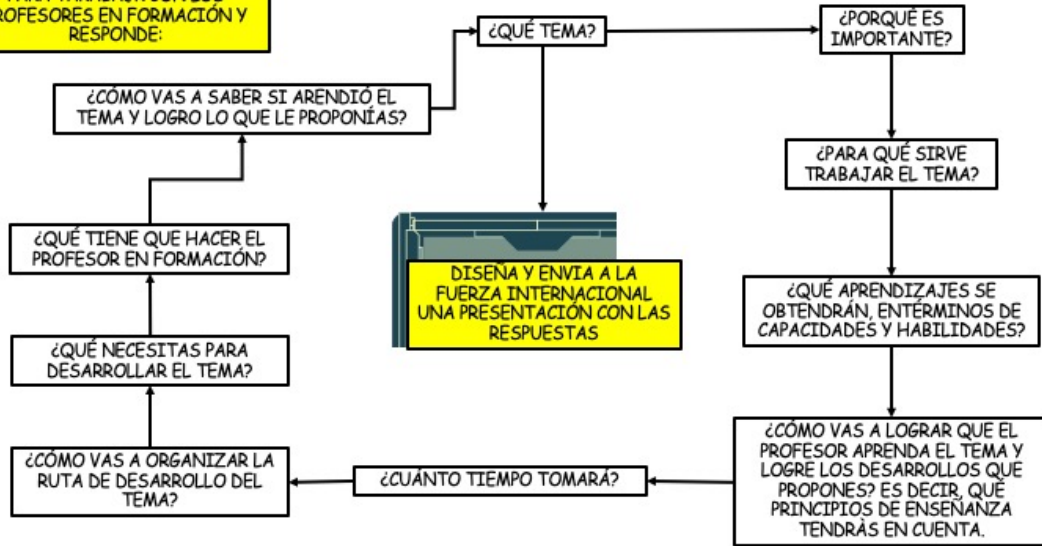 PROFESORES EN FORMACIÓN Y
RESPONDE:
¿QUÉ TEMA?
¿PORQUÉ ES
IMPORTANTE?
¿PARA QUÉ SIRVE
TRABAJAR EL TEMA?
¿QUÉ APRENDIZAJES SE
OBTENDRÁN, ENTÉRMINOS DE
CAPACIDADES Y HABILIDADES?
¿CÓMO VAS A LOGRAR QUE EL
PROFESOR APRENDA EL TEMA Y
LOGRE LOS DESARROLLOS QUE
PROPONES? ES DECIR, QUÉ
PRINCIPIOS DE ENSEÑANZA
TENDRÀS EN CUENTA.
¿CUÁNTO TIEMPO TOMARÁ?
¿CÓMO VAS A ORGANIZAR LA
RUTA DE DESARROLLO DEL
TEMA?
¿QUÉ NECESITAS PARA
DESARROLLAR EL TEMA?
¿QUÉ TIENE QUE HACER EL
PROFESOR EN FORMACIÓN?
¿CÓMO VAS A SABER SI ARENDIÓ EL
TEMA Y LOGRO LO QUE LE PROPONÍAS?
DISEÑA Y ENVIA A LA
FUERZA INTERNACIONAL
UNA PRESENTACIÓN CON LAS
RESPUESTAS